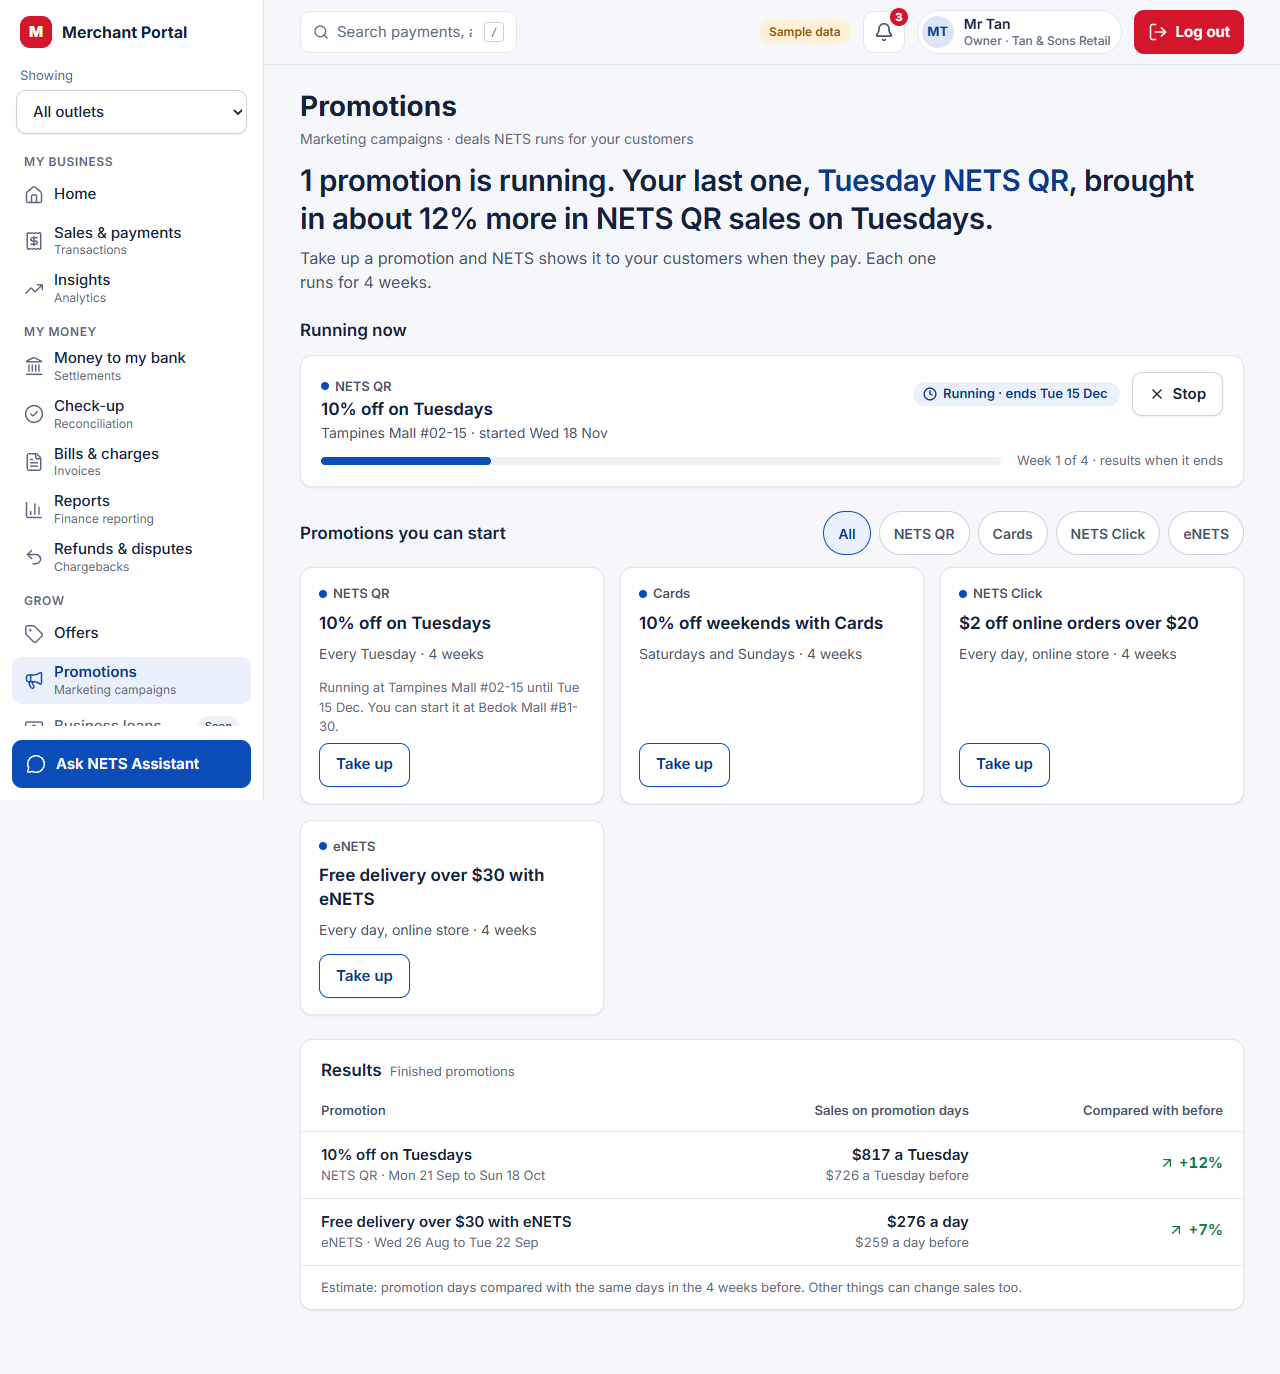 M Merchant Portal
Showing
All outlets
MY BUSINESS
Home
Sales & payments
Transactions
Insights
Analytics
MY MONEY
Money to my bank
Settlements
Check-up
Reconciliation
Bills & charges
Invoices
Reports
Finance reporting
Refunds & disputes
Chargebacks
GROW
Offers
Promotions
Marketing campaigns
Business loans Soon
Ask NETS Assistant
Search payments, /
Sample data
3
MT
Mr Tan
Owner · Tan & Sons Retail
Log out
Promotions
Marketing campaigns · deals NETS runs for your customers
1 promotion is running. Your last one, Tuesday NETS QR, brought
in about 12% more in NETS QR sales on Tuesdays.
Take up a promotion and NETS shows it to your customers when they pay. Each one
runs for 4 weeks.
Running now
NETS QR
10% off on Tuesdays
Tampines Mall #02-15 · started Wed 18 Nov
Running · ends Tue 15 Dec
Stop
Week 1 of 4 · results when it ends
Promotions you can start
All
NETS QR
Cards
NETS Click
eNETS
NETS QR
10% off on Tuesdays
Every Tuesday · 4 weeks
Running at Tampines Mall #02-15 until Tue
15 Dec. You can start it at Bedok Mall #B1-
30.
Take up
Cards
10% off weekends with Cards
Saturdays and Sundays · 4 weeks
Take up
NETS Click
$2 off online orders over $20
Every day, online store · 4 weeks
Take up
eNETS
Free delivery over $30 with
eNETS
Every day, online store · 4 weeks
Take up
Results Finished promotions
Promotion Sales on promotion days Compared with before
10% off on Tuesdays
NETS QR · Mon 21 Sep to Sun 18 Oct
$817 a Tuesday
$726 a Tuesday before
+12%
Free delivery over $30 with eNETS
eNETS · Wed 26 Aug to Tue 22 Sep
$276 a day
$259 a day before
+7%
Estimate: promotion days compared with the same days in the 4 weeks before. Other things can change sales too.